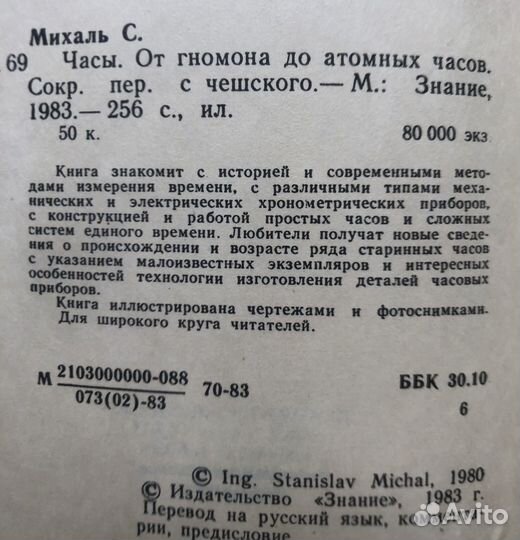 Михаль С.
69 Часы. От гномона до атомных часов.
Сокр. пер. с чешского.— М.: Знание,
1983.— 256 с., ил.
50 к. 80 000 экз.
Книга знакомит с историей и современными мето-
дами измерения времени, с различными типами меха-
нических и электрических хронометрических приборов,
с конструкцией и работой простых часов и сложных
систем единого времени. Любители получат новые сведе-
ния о происхождении и возрасте ряда старинных часов
с указанием малоизвестных экземпляров и интересных
особенностей технологии изготовления деталей часовых
приборов.
Книга иллюстрирована чертежами и фотоснимками.
Для широкого круга читателей.
2103000000-088
М 70-83 ББК 30.10
073(02)-83 6
© Ing. Stanislav Michal, 1980
© Издательство «Знание», 1983 г.
Перевод на русский язык,
рии, предисловие
Avito